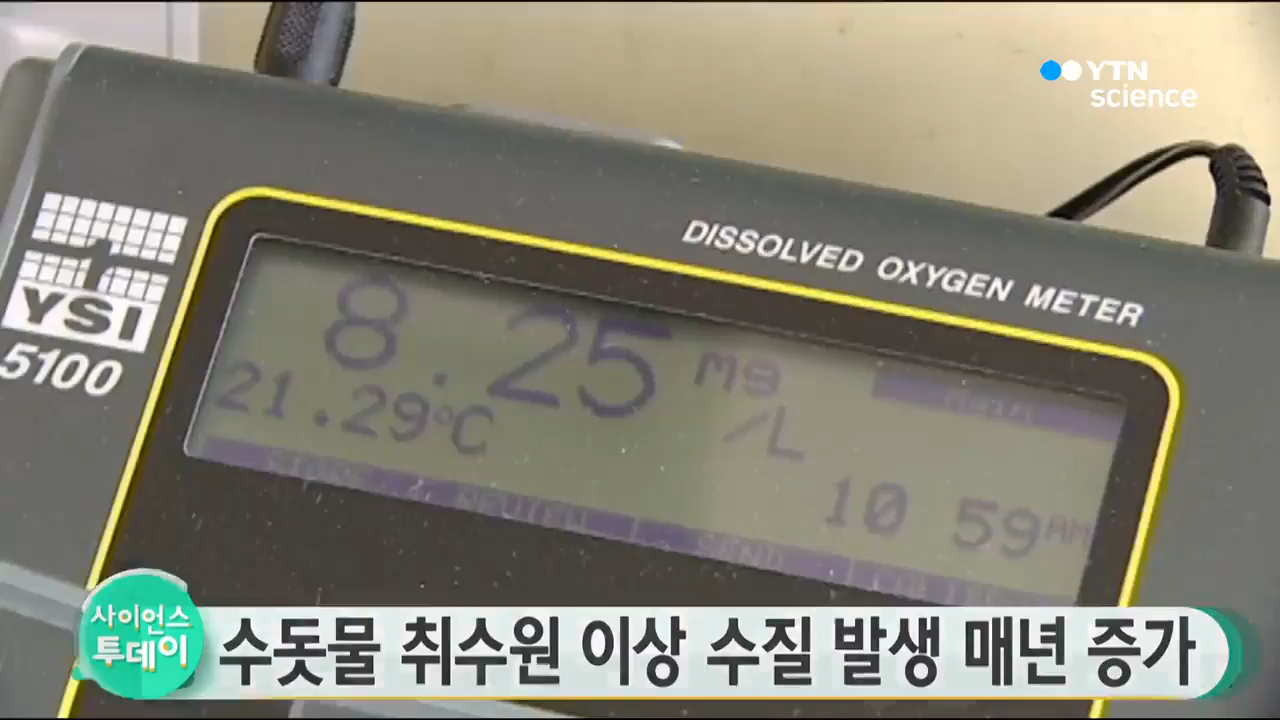 YTN
science
DISSOLVED OXYGEN METER
YSI
5100
8.25 mg/L
21.29°C
MAIN
10 59AM
사이언스
투데이
수돗물 취수원 이상 수질 발생 매년 증가